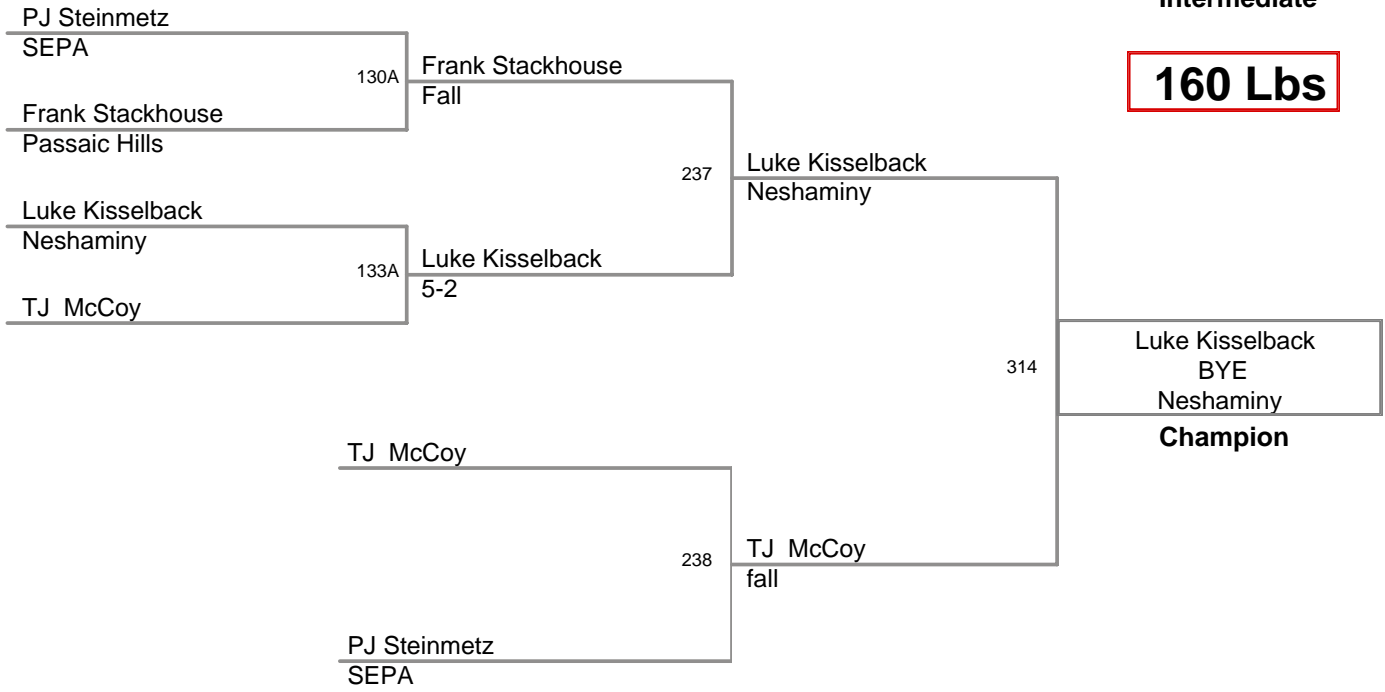 Intermediate
160 Lbs
PJ Steinmetz
SEPA
130A
Frank Stackhouse
Fall
Frank Stackhouse
Passaic Hills
237
Luke Kisselback
Neshaminy
Luke Kisselback
Neshaminy
133A
Luke Kisselback
5-2
TJ McCoy
314
Luke Kisselback
BYE
Neshaminy
Champion
TJ McCoy
238
TJ McCoy
fall
PJ Steinmetz
SEPA